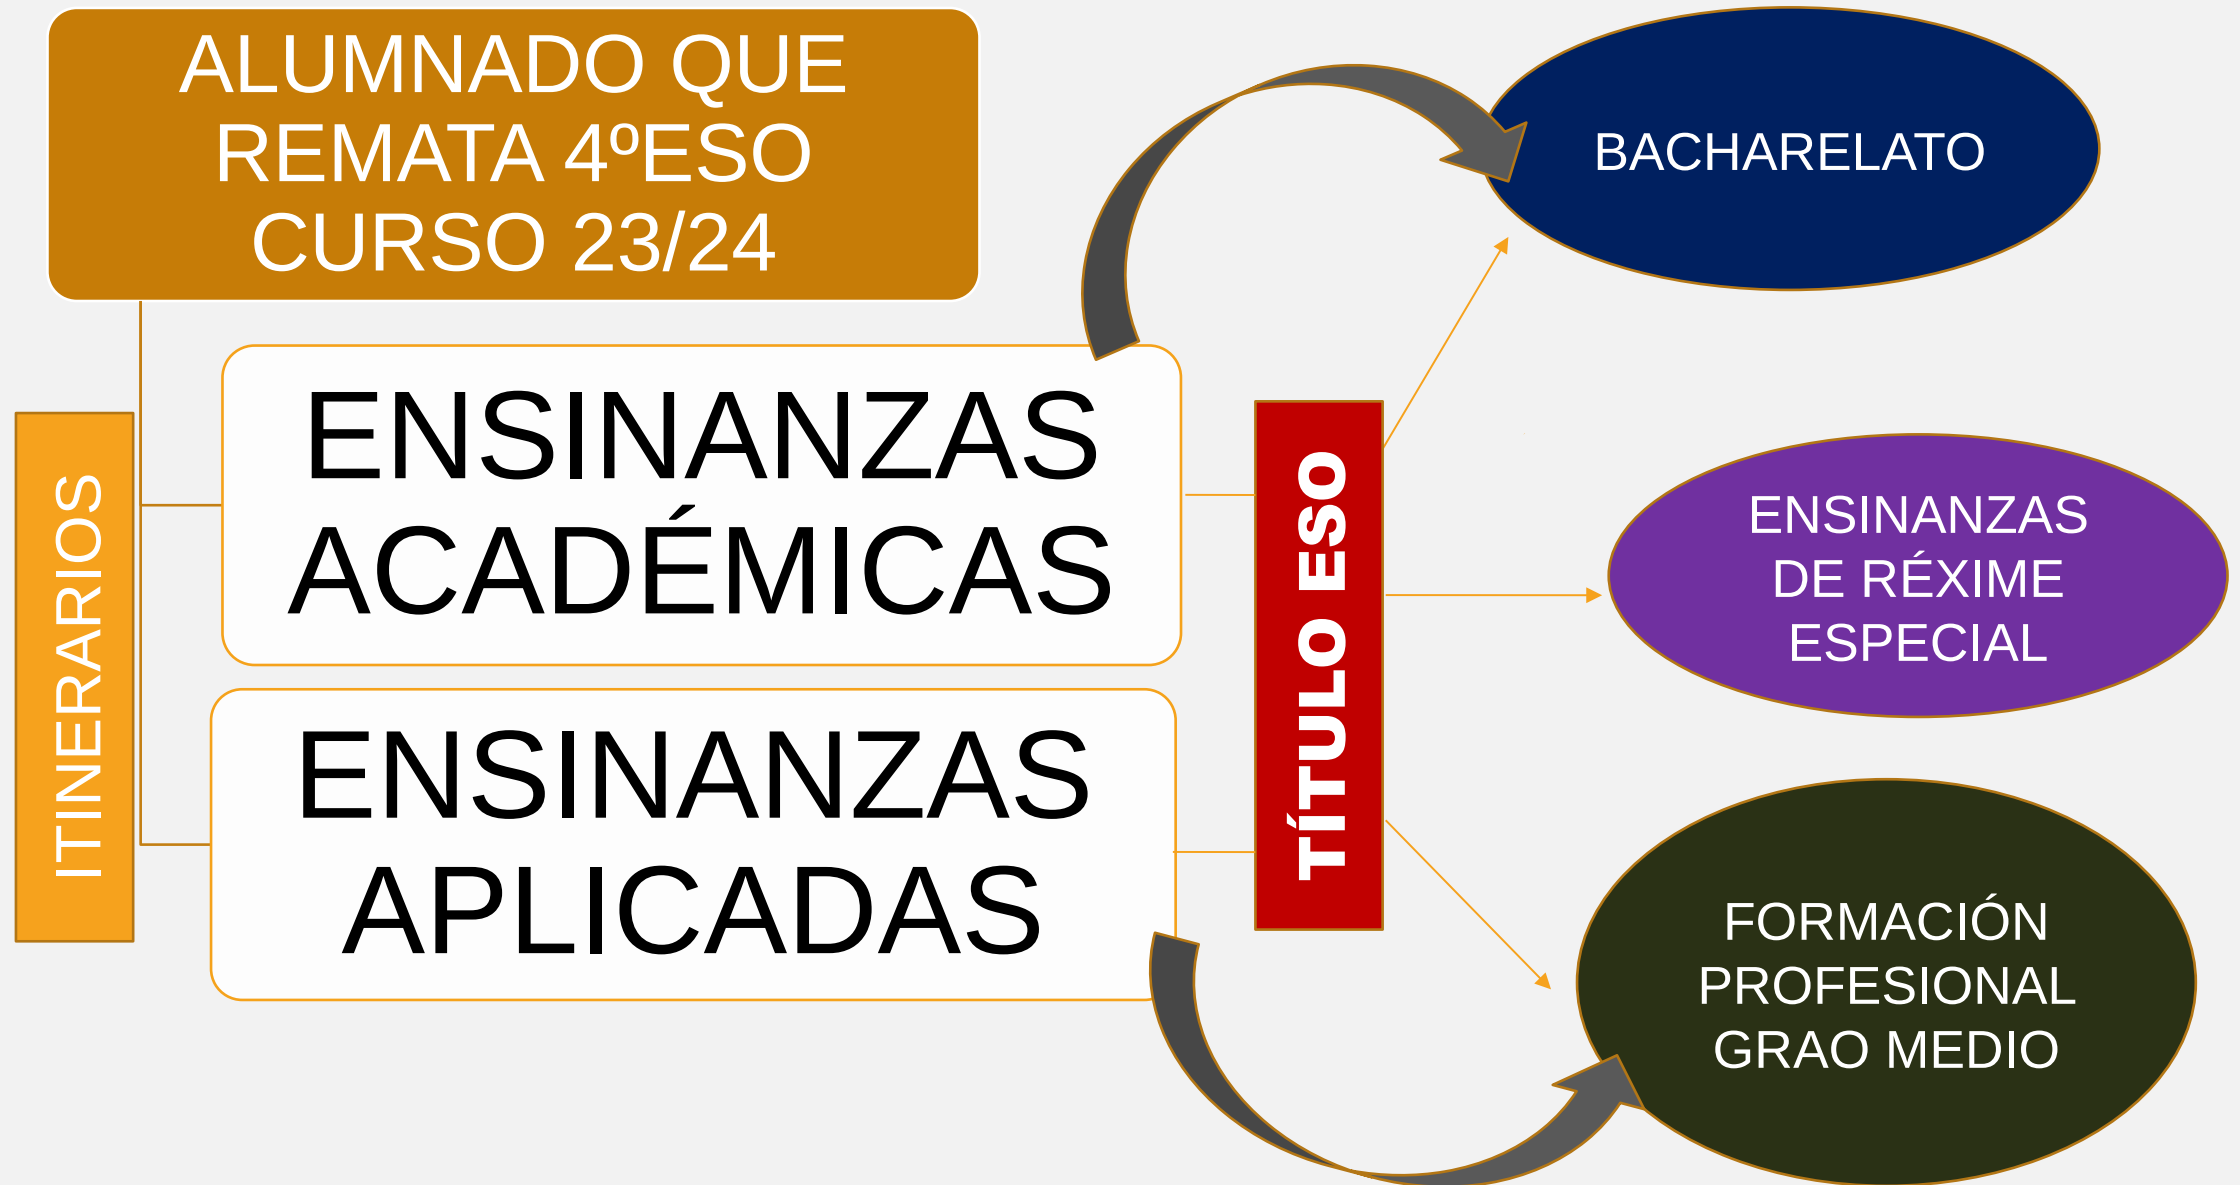 ALUMNADO QUE
REMATA 4ºESO
CURSO 23/24
ITINERARIOS
ENSINANZAS
ACADÉMICAS
ENSINANZAS
APLICADAS
TÍTULO ESO
BACHARELATO
ENSINANZAS
DE RÉXIME
ESPECIAL
FORMACIÓN
PROFESIONAL
GRAO MEDIO